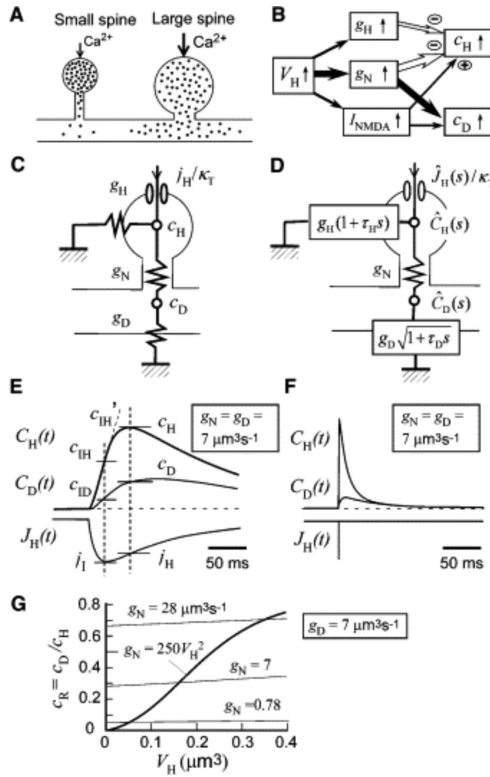 A
Small spine
Large spine
Ca2+
Ca2+
B
VH ↑
gH ↑
gN ↑
INMDA ↑
cH ↑
cD ↑
⊖
⊖
⊕
C
jH/κT
gH
cH
gN
cD
gD
D
ĴH(s)/κ
gH(1+τHs)
ĈH(s)
gN
ĈD(s)
gD√1+τDs
E
cIH'
cH
gN = gD =
7 μm3s-1
CH(t)
cIH
cD
CD(t)
cID
JH(t)
jI
jH
50 ms
F
gN = gD =
7 μm3s-1
CH(t)
CD(t)
JH(t)
50 ms
G
cR = cD/cH
0.8
0.6
0.4
0.2
0
gN = 28 μm3s-1
gD = 7 μm3s-1
gN = 250VH2
gN = 7
gN = 0.78
0 0.1 0.2 0.3 0.4
VH (μm3)